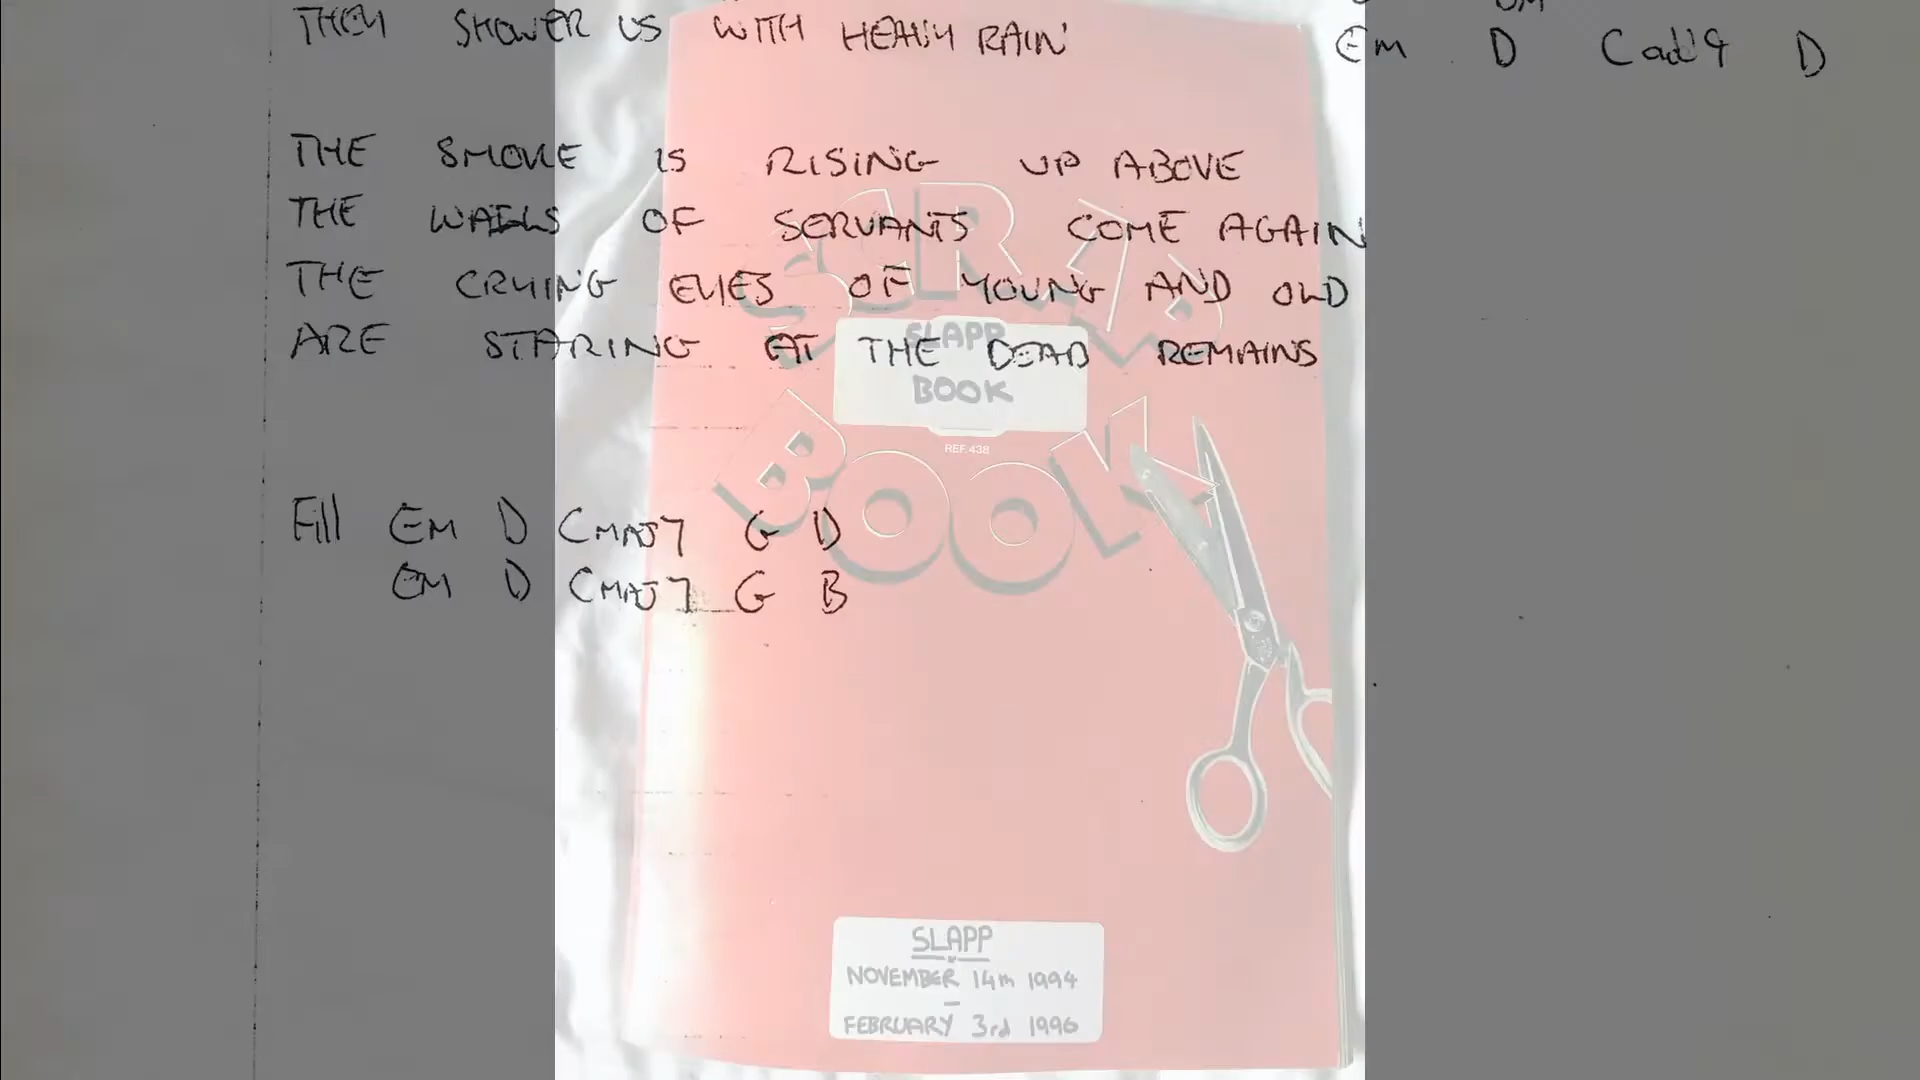 THEY SHOWER US WITH HEAVY RAIN
Em D Cadd9 D
THE SMOKE IS RISING UP ABOVE
THE WAILS OF SERVANTS COME AGAIN
THE CRYING EYES OF YOUNG AND OLD
ARE STARING AT THE DEAD REMAINS
SCRAP
SLAPP
BOOK
REF. 438
BOOK
Fill Em D Cmaj7 G D
Em D Cmaj7 G B
SLAPP
NOVEMBER 14th 1994
–
FEBRUARY 3rd 1996